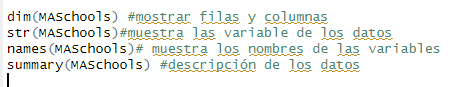 dim(MASchools) #mostrar filas y columnas
str(MASchools)#muestra las variable de los datos
names(MASchools)# muestra los nombres de las variables
summary(MASchools) #descripción de los datos